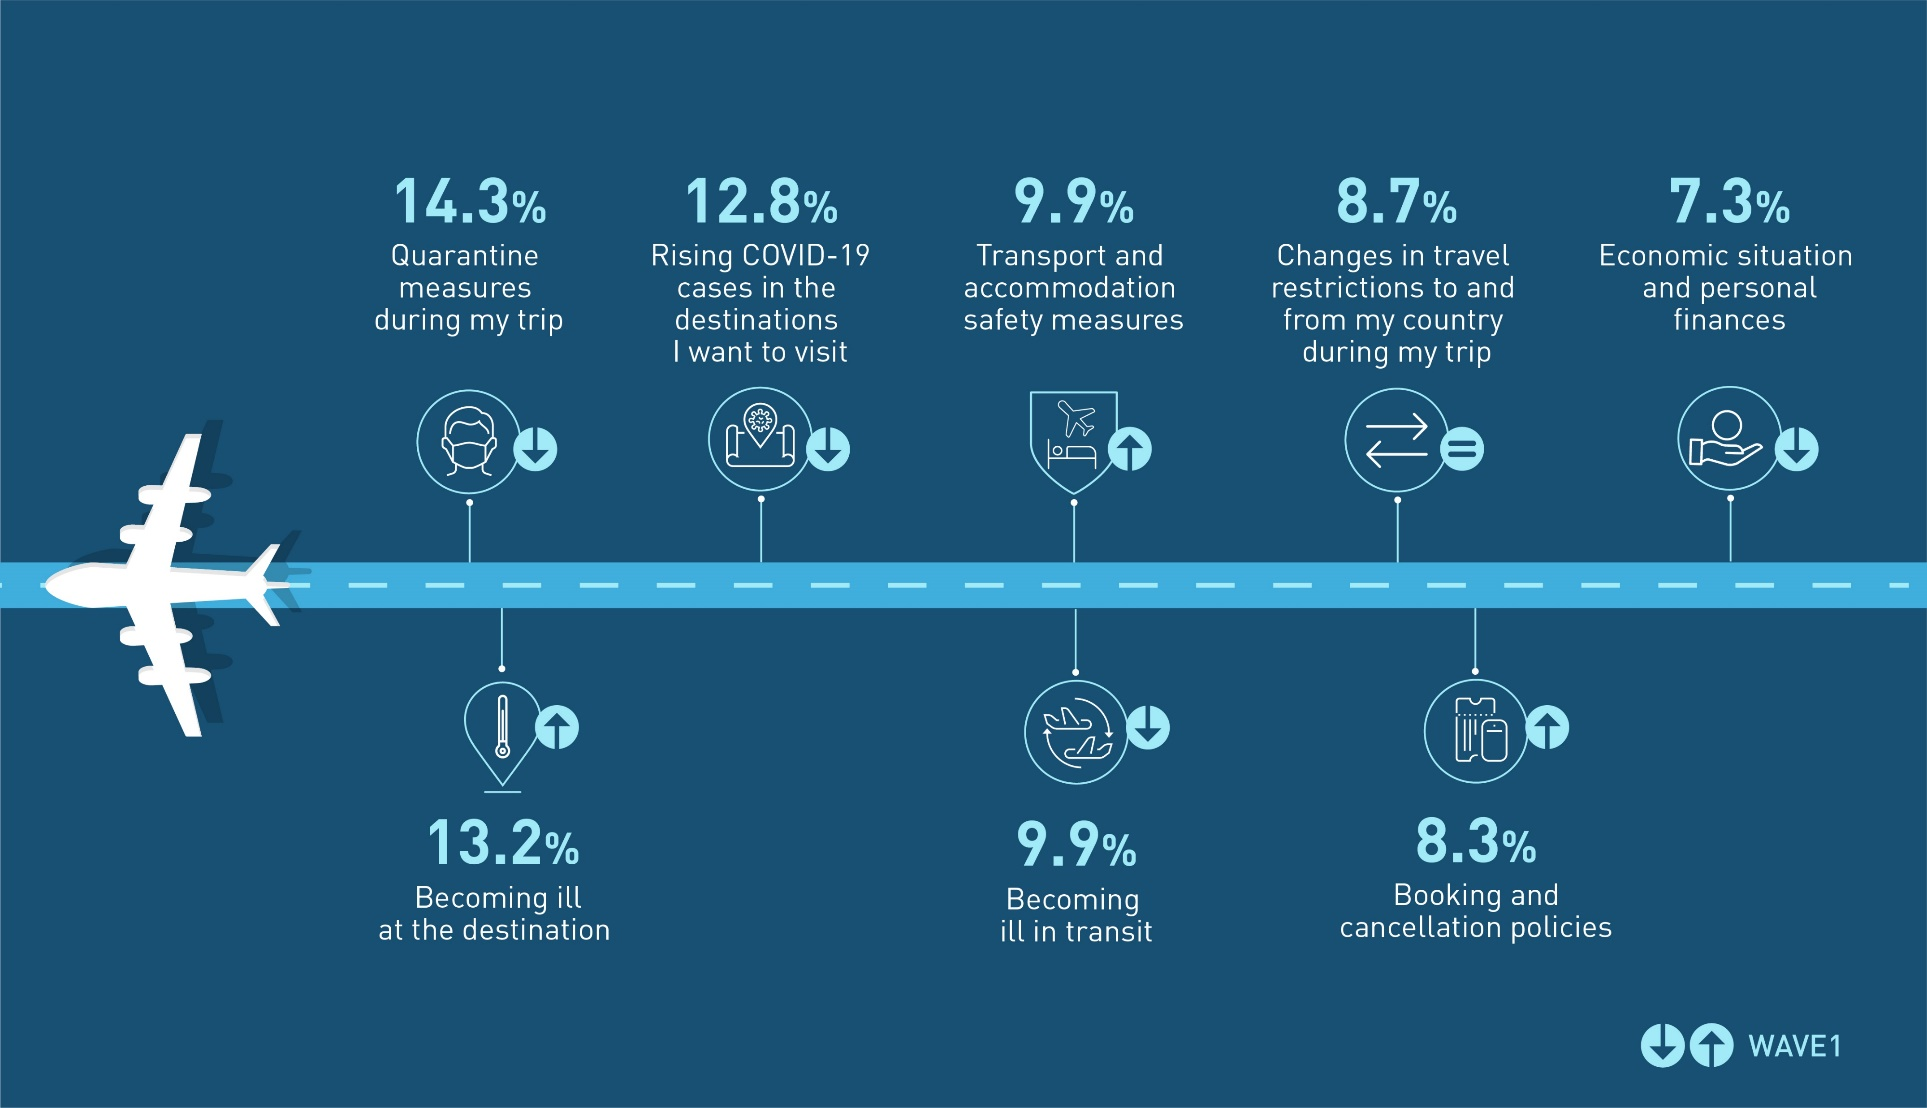 14.3%
Quarantine
measures
during my trip
12.8%
Rising COVID-19
cases in the
destinations
I want to visit
9.9%
Transport and
accommodation
safety measures
8.7%
Changes in travel
restrictions to and
from my country
during my trip
7.3%
Economic situation
and personal
finances
13.2%
Becoming ill
at the destination
9.9%
Becoming
ill in transit
8.3%
Booking and
cancellation policies
WAVE1